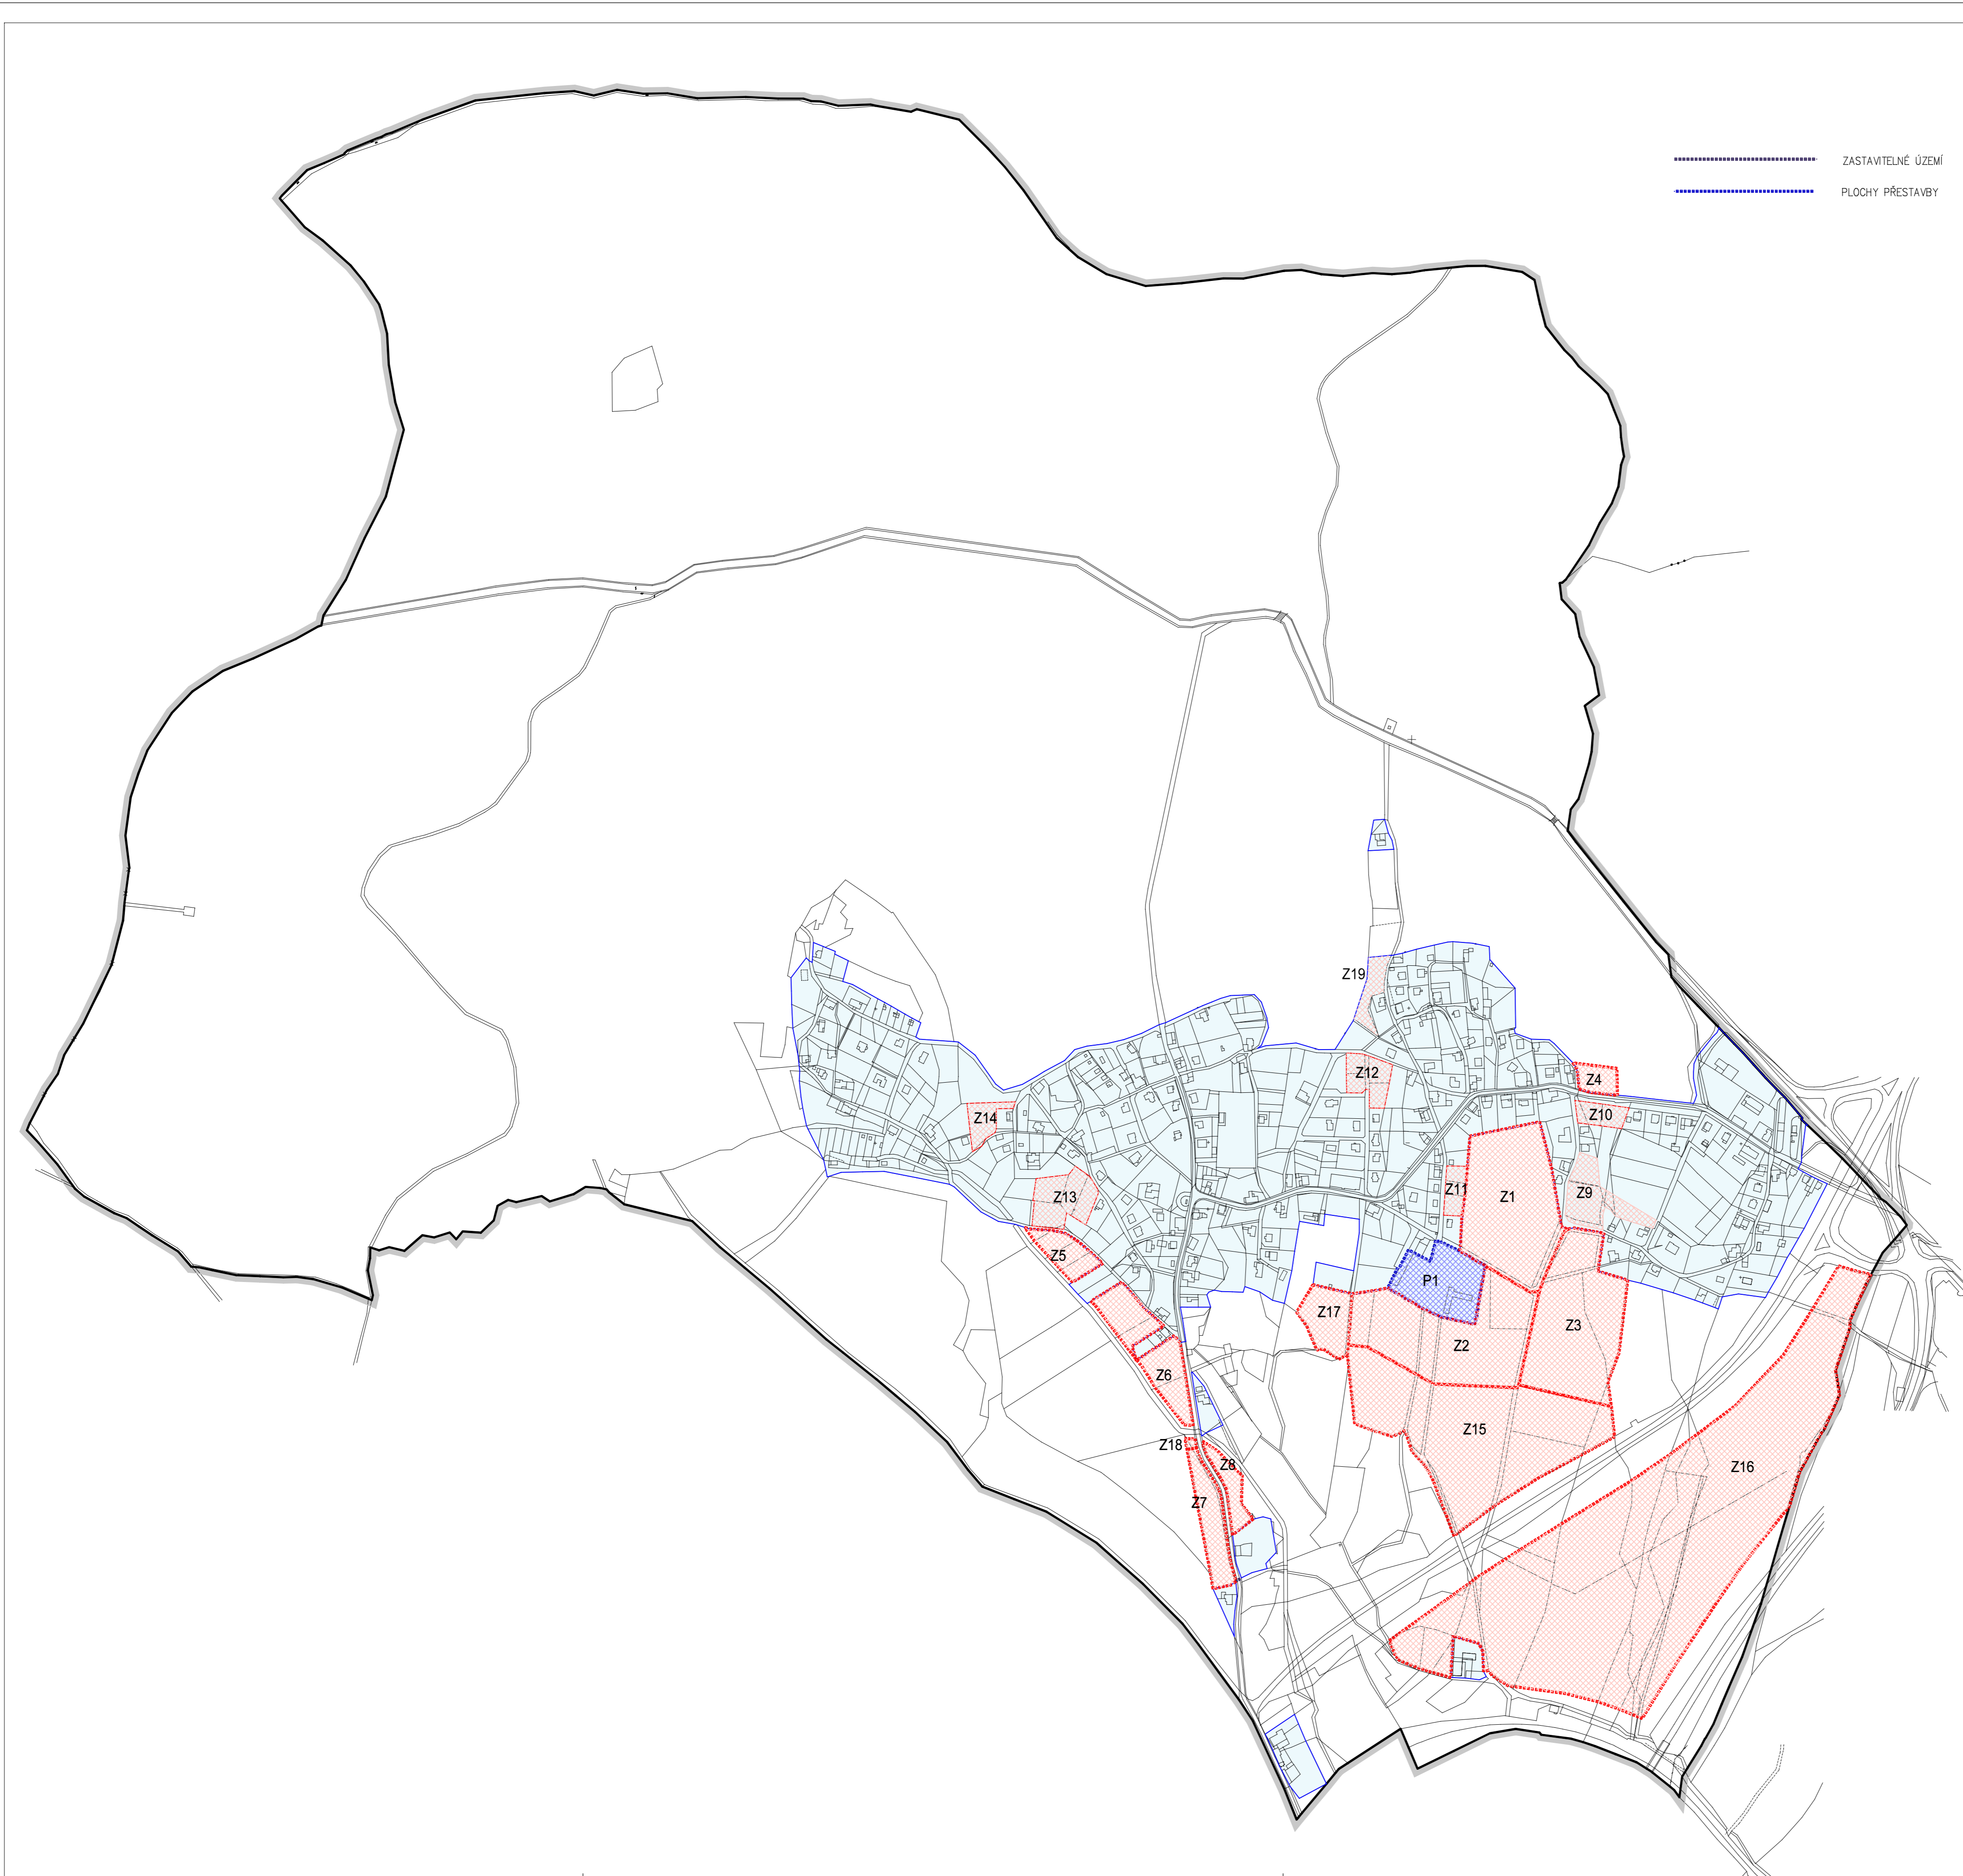 ZASTAVITELNÉ ÚZEMÍ
PLOCHY PŘESTAVBY
Z19
Z12
Z4
Z10
Z14
Z11
Z1
Z9
Z13
Z5
P1
Z17
Z3
Z2
Z6
Z15
Z18
Z8
Z16
Z7